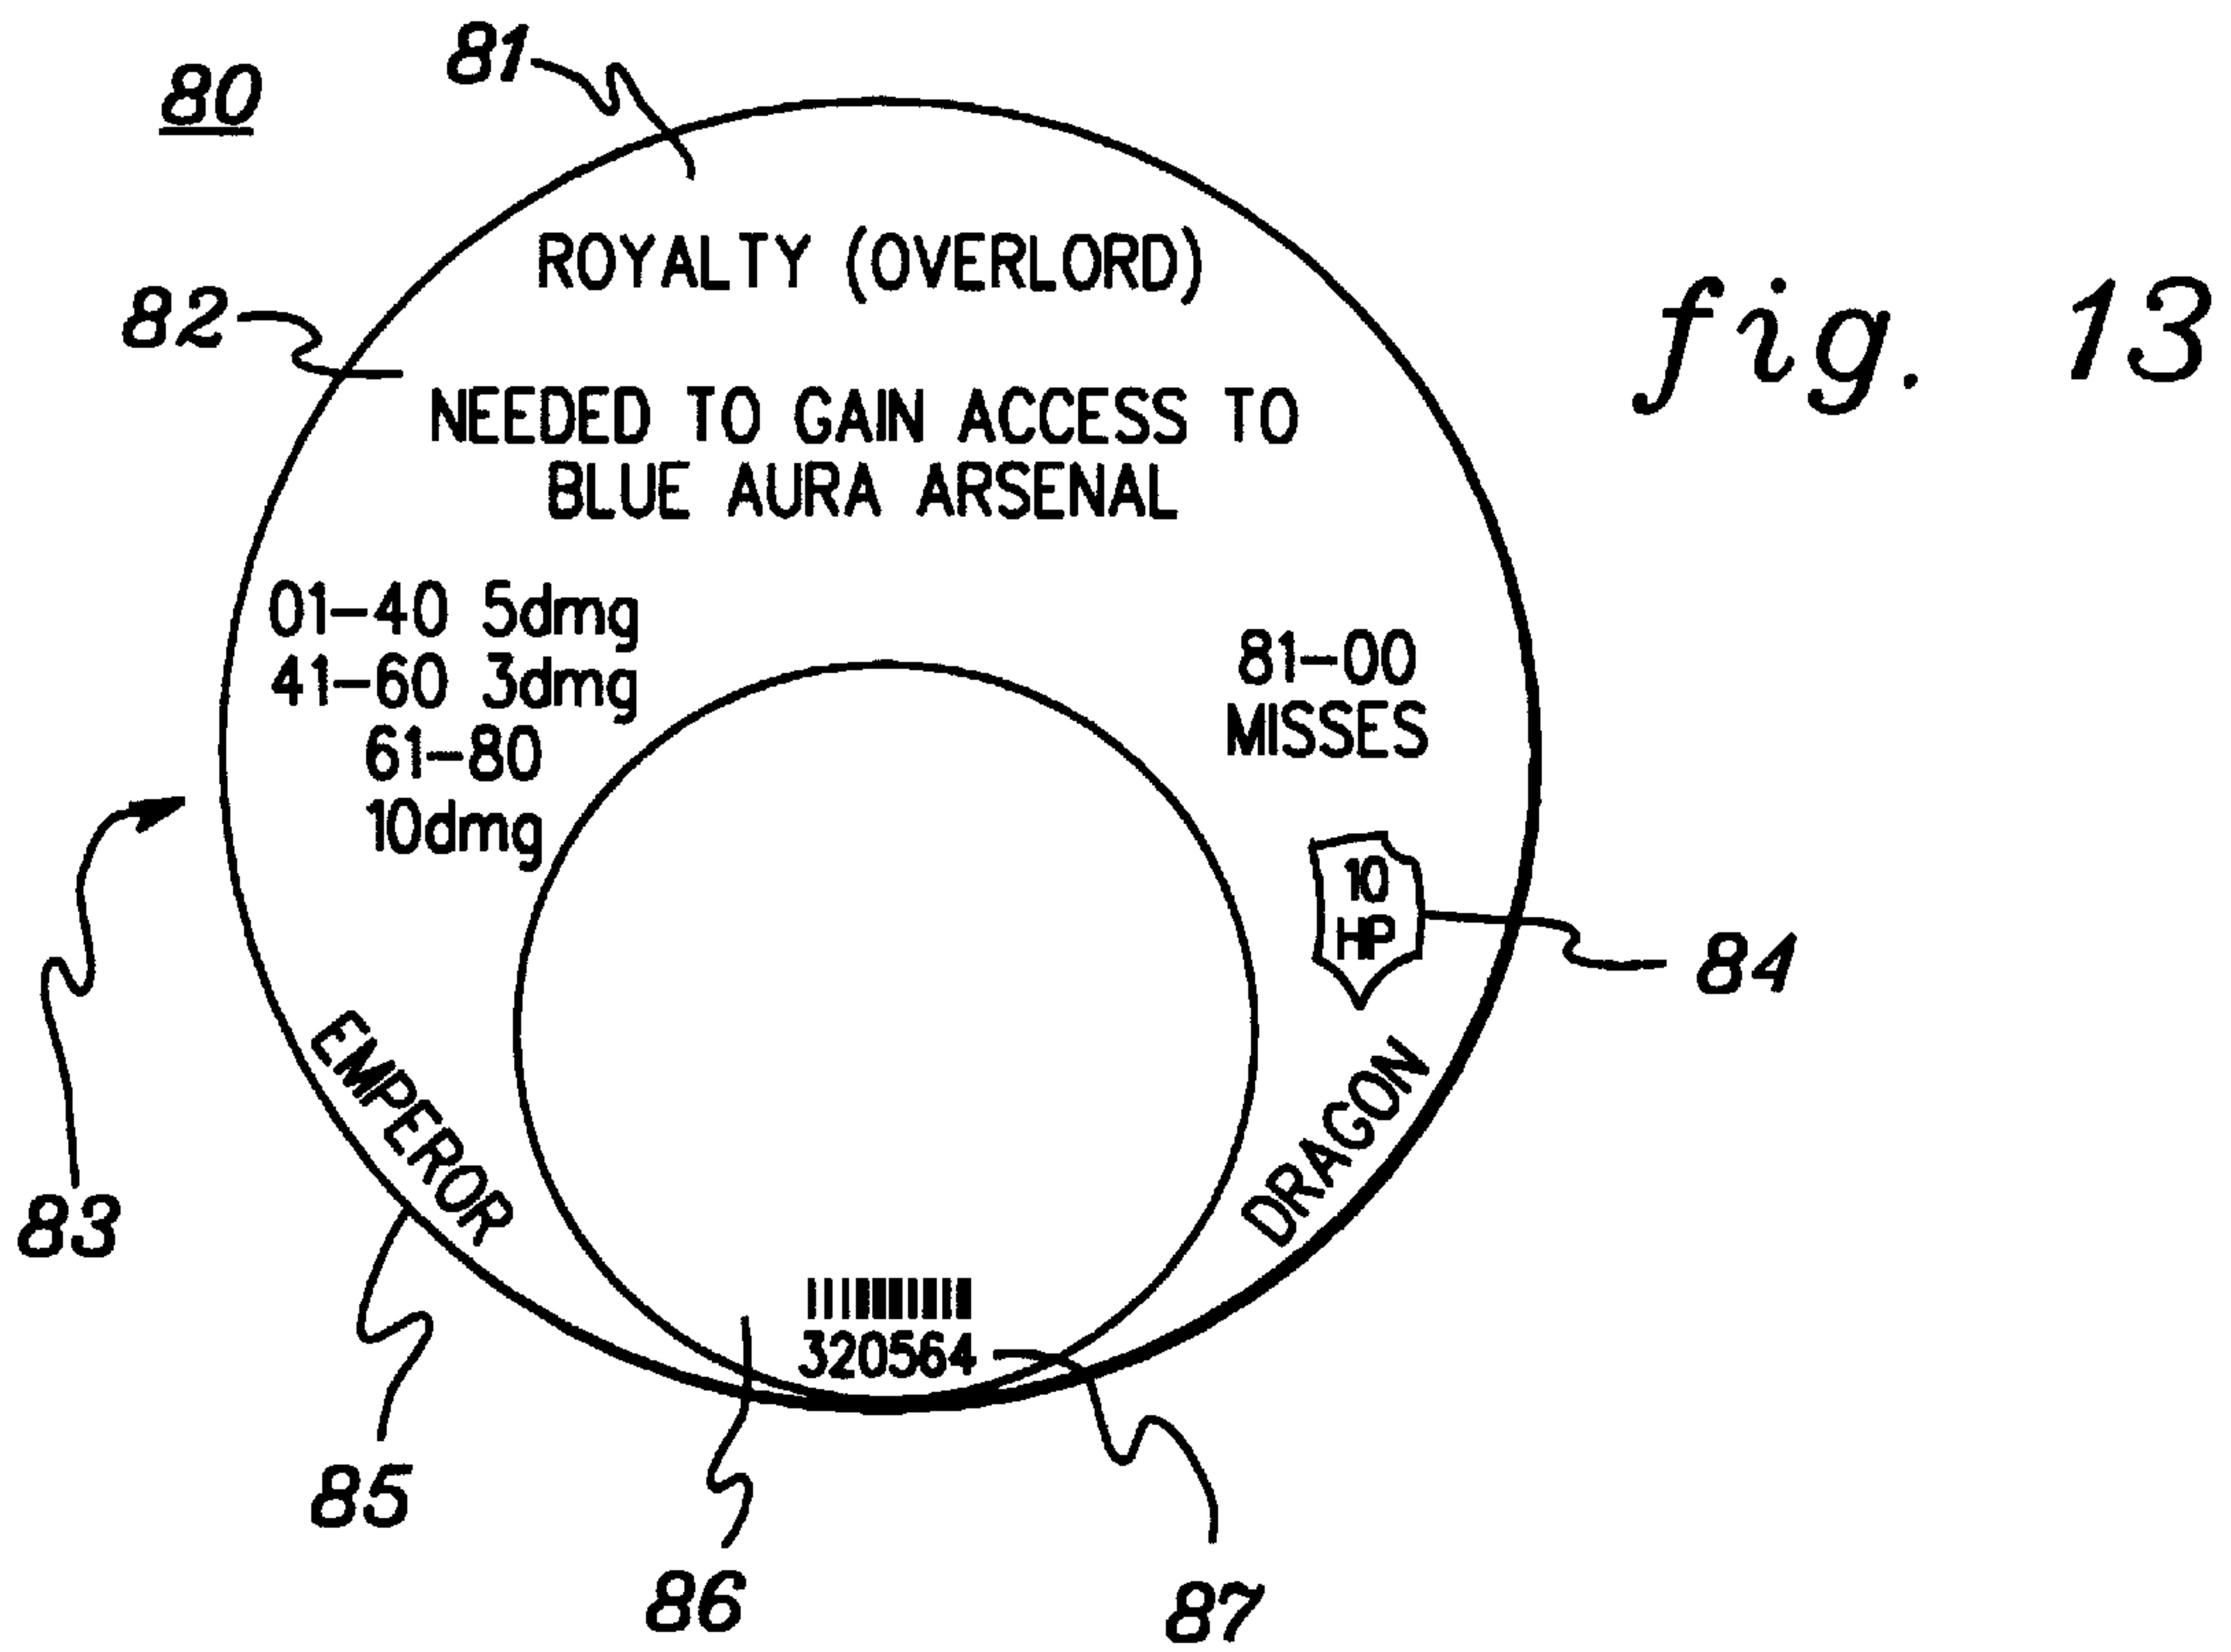 81
80
ROYALTY (OVERLORD)
82
fig. 13
NEEDED TO GAIN ACCESS TO
BLUE AURA ARSENAL
01-40 5dmg
41-60 3dmg
61-80
10dmg
81-00
MISSES
10
HP
84
EMPEROR
DRAGON
83
320564
85
86
87